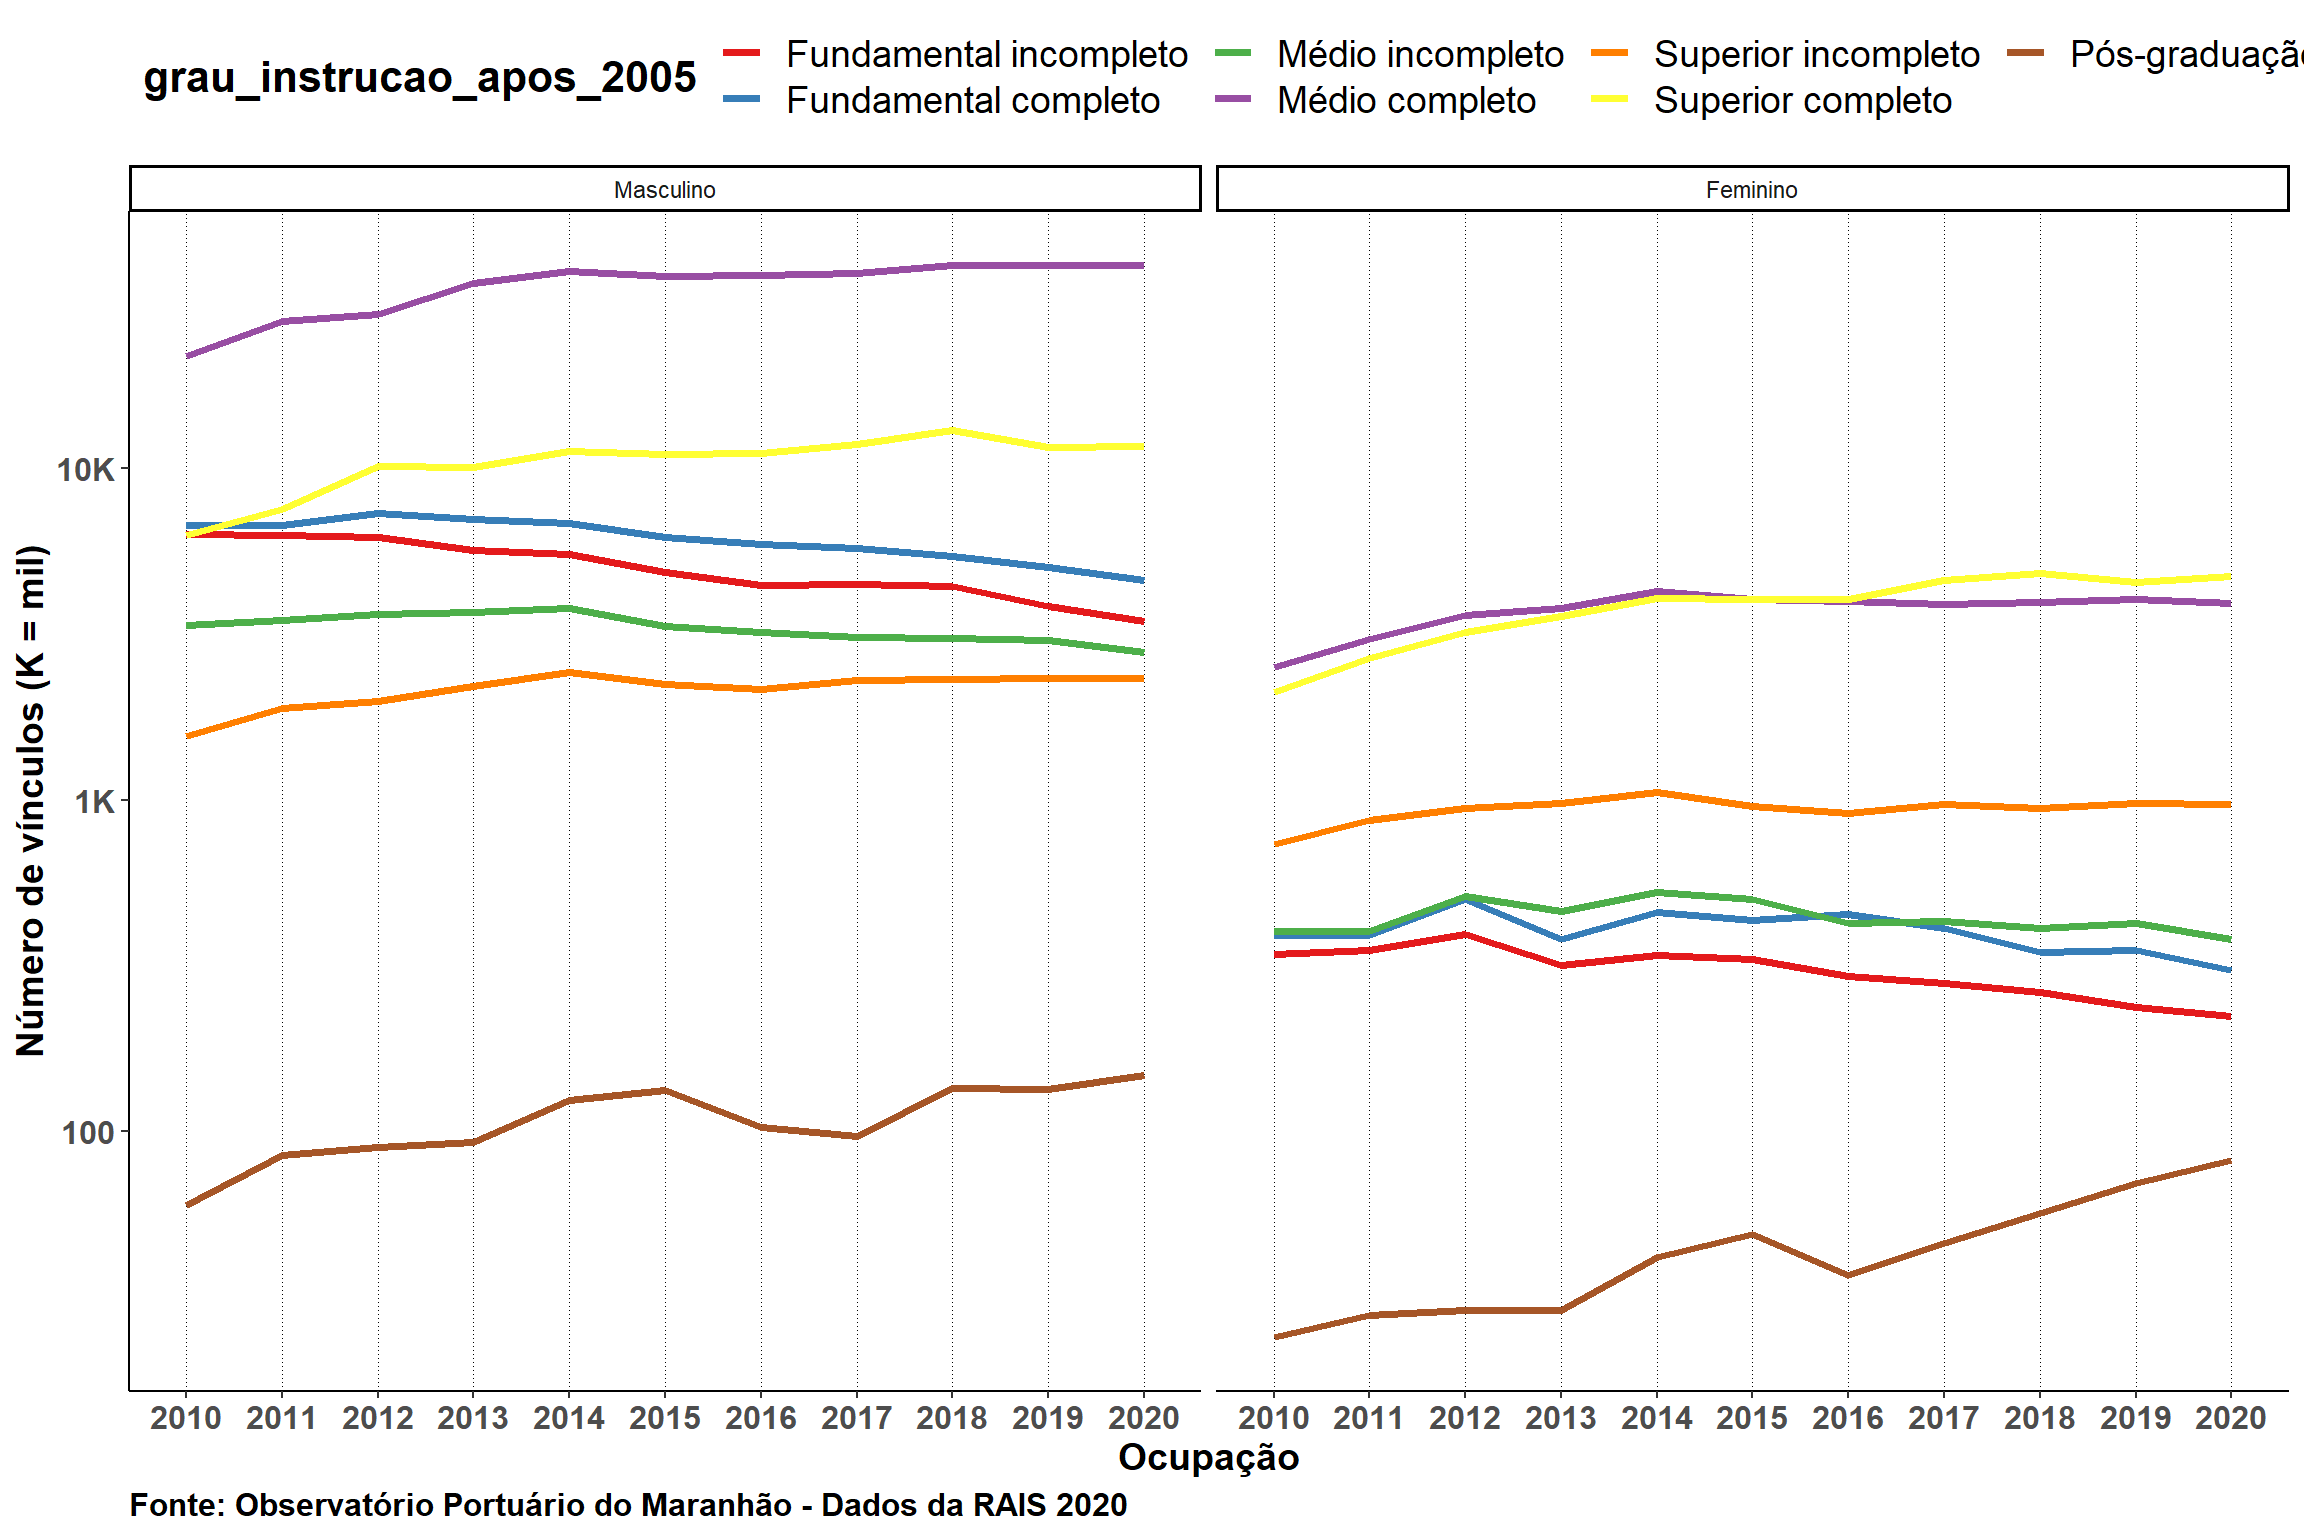 grau_instrucao_apos_2005
Fundamental incompleto
Fundamental completo
Médio incompleto
Médio completo
Superior incompleto
Superior completo
Pós-graduação
Masculino
Feminino
Número de vínculos (K = mil)
10K
1K
100
2010 2011 2012 2013 2014 2015 2016 2017 2018 2019 2020
2010 2011 2012 2013 2014 2015 2016 2017 2018 2019 2020
Ocupação
Fonte: Observatório Portuário do Maranhão - Dados da RAIS 2020